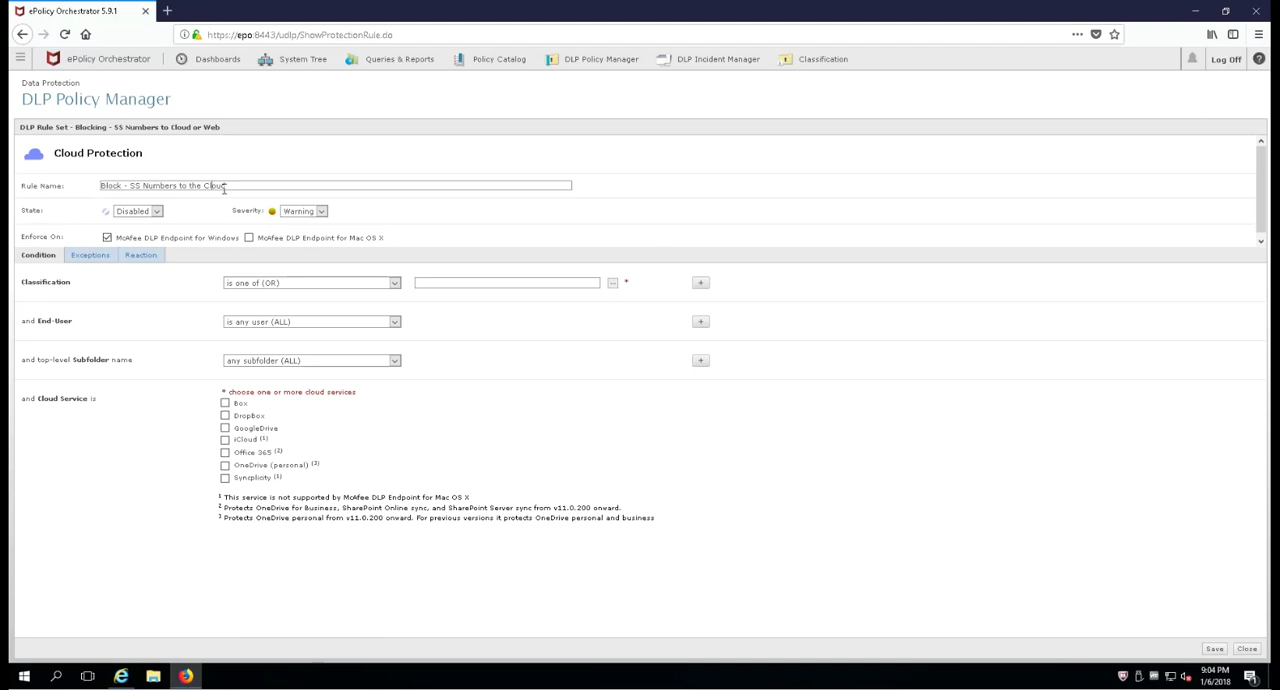 ePolicy Orchestrator 5.9.1
https://epo:8443/udlp/ShowProtectionRule.do
ePolicy Orchestrator Dashboards System Tree Queries & Reports Policy Catalog DLP Policy Manager DLP Incident Manager Classification Log Off ?
Data Protection
DLP Policy Manager
DLP Rule Set - Blocking - SS Numbers to Cloud or Web
Cloud Protection
Rule Name: Block - SS Numbers to the Cloud
State: Disabled Severity: Warning
Enforce On: McAfee DLP Endpoint for Windows McAfee DLP Endpoint for Mac OS X
Condition Exceptions Reaction
Classification is one of (OR) ... * +
and End-User is any user (ALL) +
and top-level Subfolder name any subfolder (ALL) +
and Cloud Service is * choose one or more cloud services
Box
DropBox
GoogleDrive
iCloud (1)
Office 365 (2)
OneDrive (personal) (3)
Syncplicity (1)
1 This service is not supported by McAfee DLP Endpoint for Mac OS X
2 Protects OneDrive for Business, SharePoint Online sync, and SharePoint Server sync from v11.0.200 onward.
3 Protects OneDrive personal from v11.0.200 onward. For previous versions it protects OneDrive personal and business
Save Close
9:04 PM
1/6/2018